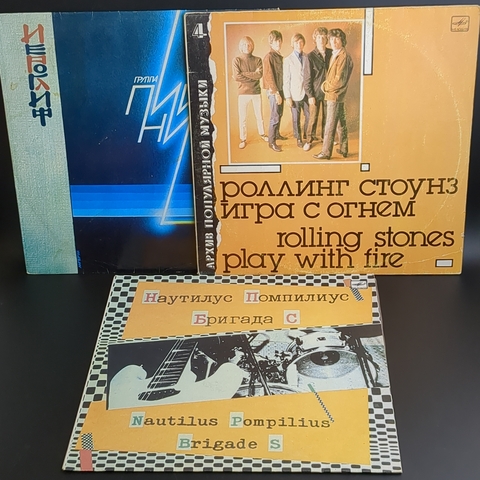 ИЕРОГЛИФ
ГРУППА
4
АРХИВ ПОПУЛЯРНОЙ МУЗЫКИ
роллинг стоунз
игра с огнем
rolling stones
play with fire
Наутилус Помпилиус
Бригада С
Nautilus Pompilius
Brigade S